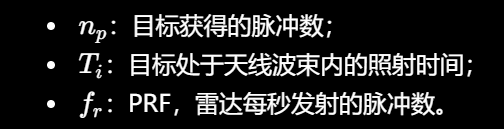 • n_p：目标获得的脉冲数；
• T_i：目标处于天线波束内的照射时间；
• f_r：PRF，雷达每秒发射的脉冲数。